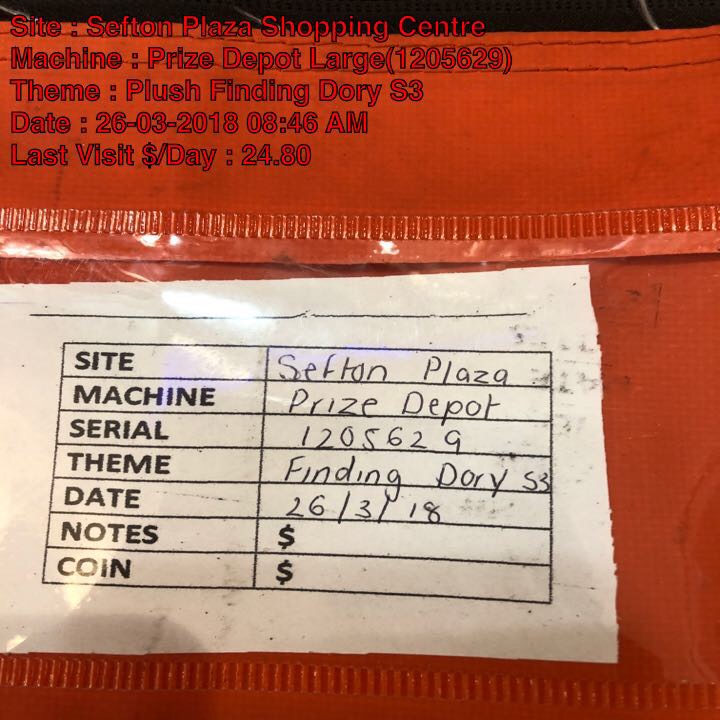 Site : Sefton Plaza Shopping Centre
Machine : Prize Depot Large(1205629)
Theme : Plush Finding Dory S3
Date : 26-03-2018 08:46 AM
Last Visit $/Day : 24.80
SITE Sefton Plaza
MACHINE Prize Depot
SERIAL 1205629
THEME Finding Dory S3
DATE 26/3/18
NOTES $
COIN $